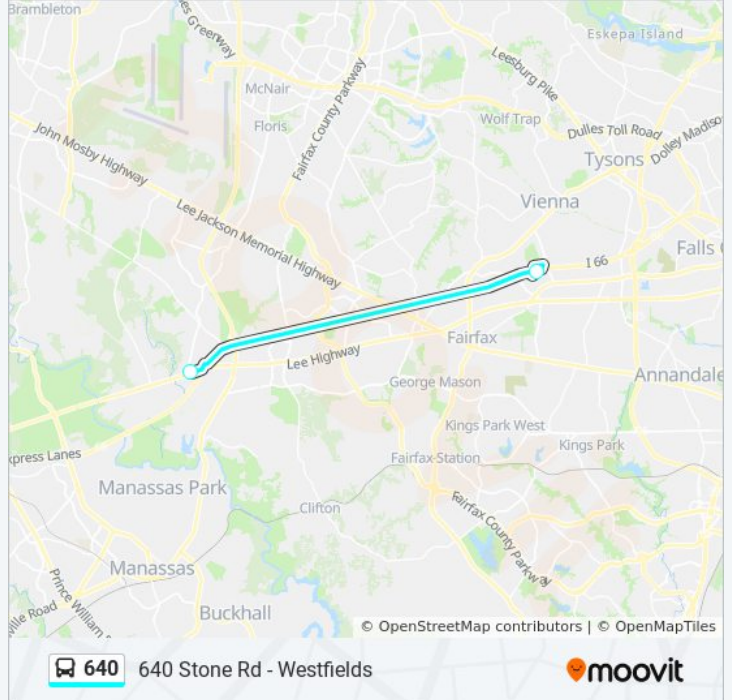 Brambleton
es Greenway
Eskepa Island
Leesburg Pike
McNair
Fairfax County Parkway
Wolf Trap
Floris
John Mosby Highway
Dulles Toll Road
Dolley Madiso
Tysons
Lee Jackson Memorial Highway
Vienna
Falls C
I 66
Fairfax
Lee Highway
George Mason
Annandale
Kings Park West
Kings Park
xpress Lanes
Fairfax Station
Manassas Park
Clifton
Fairfax County Parkway
Manassas
Prince William P
ville Road
Buckhall
© OpenStreetMap contributors | © OpenMapTiles
640 640 Stone Rd - Westfields
moovit